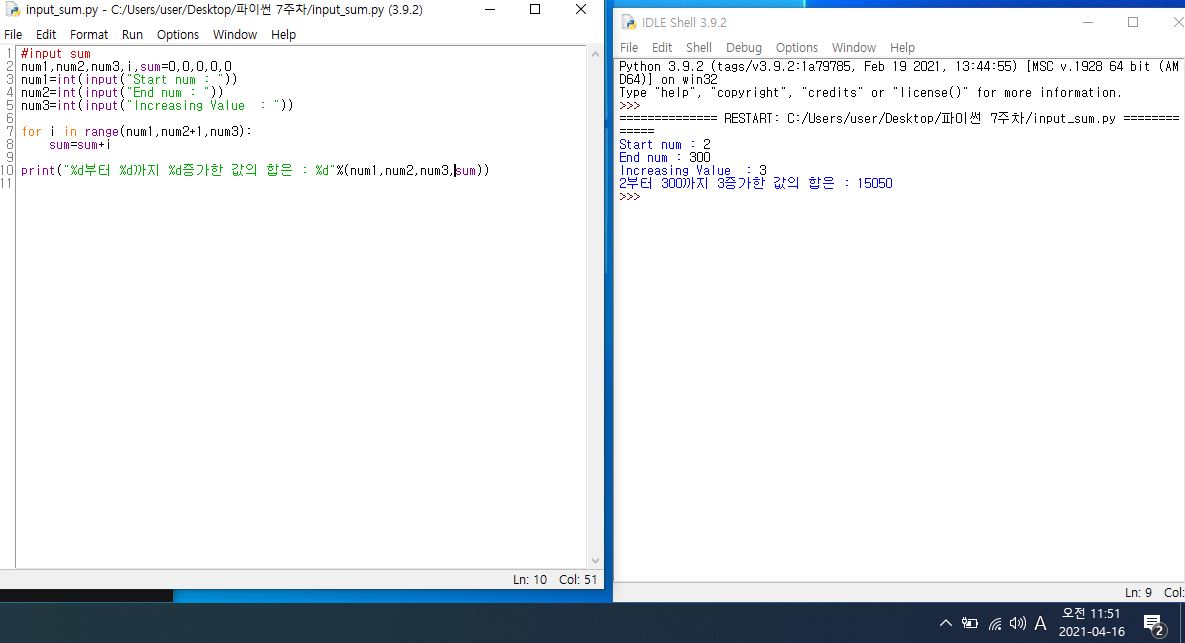 input_sum.py - C:/Users/user/Desktop/파이썬 7주차/input_sum.py (3.9.2)
File Edit Format Run Options Window Help
1 #input sum
2 num1,num2,num3,i,sum=0,0,0,0,0
3 num1=int(input("Start num : "))
4 num2=int(input("End num : "))
5 num3=int(input("Increasing Value  : "))
6
7 for i in range(num1,num2+1,num3):
8     sum=sum+i
9
10 print("%d부터 %d까지 %d증가한 값의 합은 : %d"%(num1,num2,num3,sum))
11
Ln: 10 Col: 51
IDLE Shell 3.9.2
File Edit Shell Debug Options Window Help
Python 3.9.2 (tags/v3.9.2:1a79785, Feb 19 2021, 13:44:55) [MSC v.1928 64 bit (AM
D64)] on win32
Type "help", "copyright", "credits" or "license()" for more information.
>>>
============== RESTART: C:/Users/user/Desktop/파이썬 7주차/input_sum.py ========
=====
Start num : 2
End num : 300
Increasing Value  : 3
2부터 300까지 3증가한 값의 합은 : 15050
>>>
Ln: 9 Col:
A
오전 11:51
2021-04-16
2